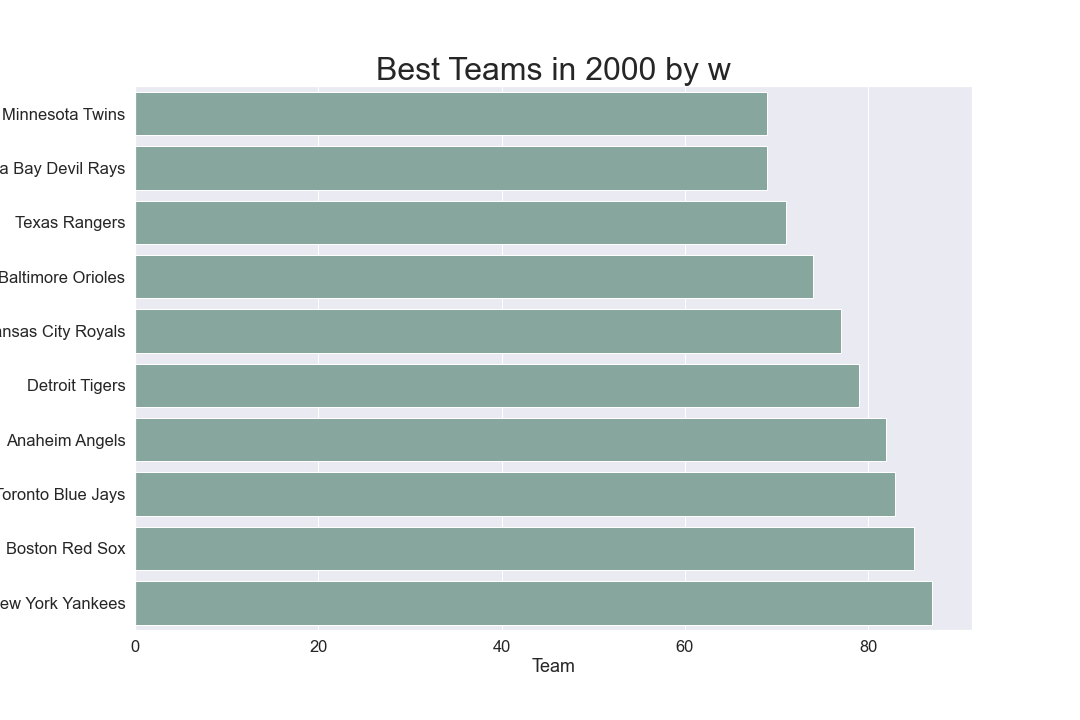 Best Teams in 2000 by w
Minnesota Twins
a Bay Devil Rays
Texas Rangers
Baltimore Orioles
ansas City Royals
Detroit Tigers
Anaheim Angels
Toronto Blue Jays
Boston Red Sox
ew York Yankees
0 20 40 60 80
Team